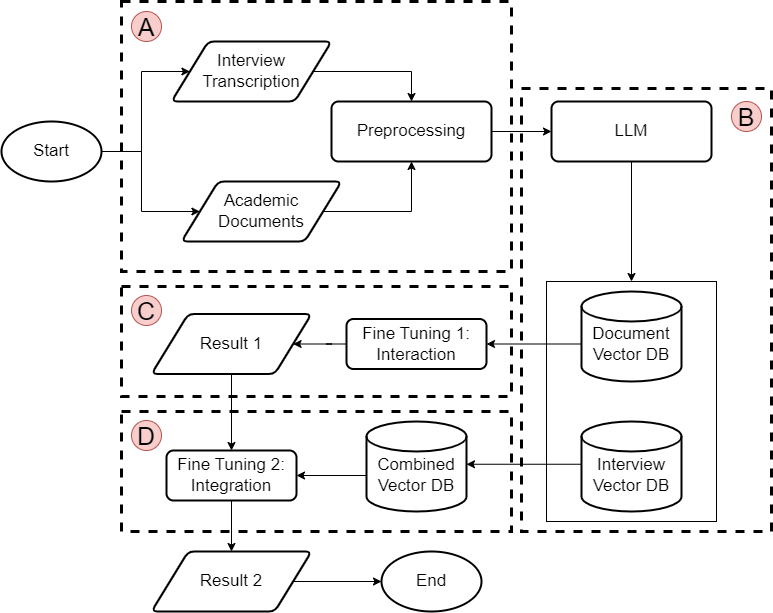 A
Interview
Transcription
Preprocessing
LLM
B
Start
Academic
Documents
C
Result 1
Fine Tuning 1:
Interaction
Document
Vector DB
D
Fine Tuning 2:
Integration
Combined
Vector DB
Interview
Vector DB
Result 2
End